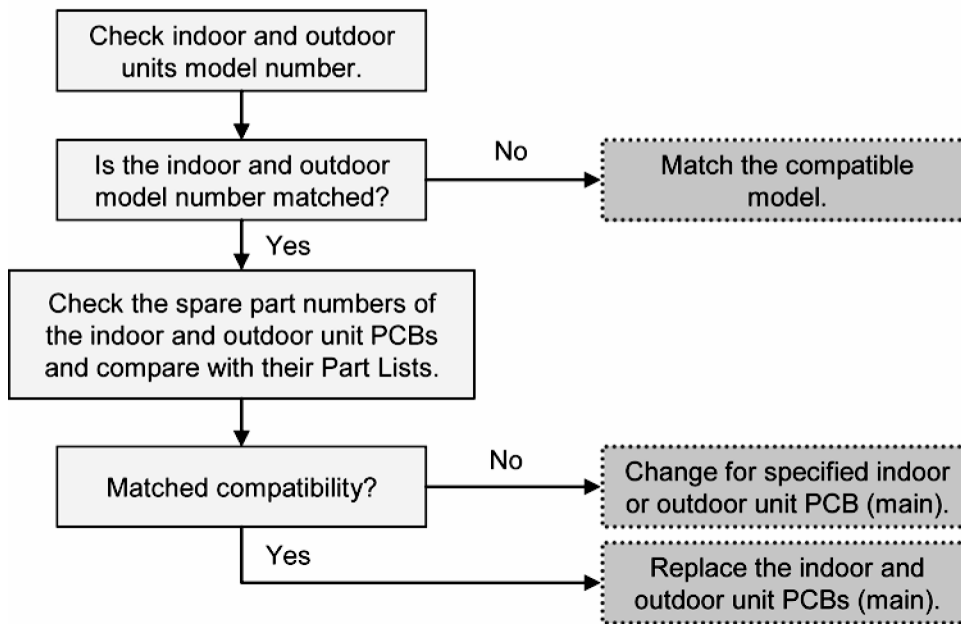 Check indoor and outdoor
units model number.
Is the indoor and outdoor
model number matched?
No
Match the compatible
model.
Yes
Check the spare part numbers of
the indoor and outdoor unit PCBs
and compare with their Part Lists.
Matched compatibility?
No
Change for specified indoor
or outdoor unit PCB (main).
Yes
Replace the indoor and
outdoor unit PCBs (main).